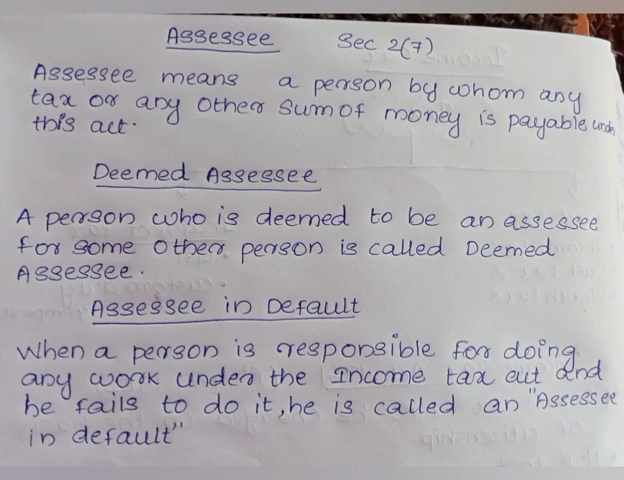 Assessee Sec 2(7)
Assessee means a person by whom any
tax or any other sum of money is payable under
this act.
Deemed Assessee
A person who is deemed to be an assessee
for some other person is called Deemed
Assessee.
Assessee in Default
When a person is responsible for doing
any work under the Income tax act and
he fails to do it, he is called an "Assessee
in default"